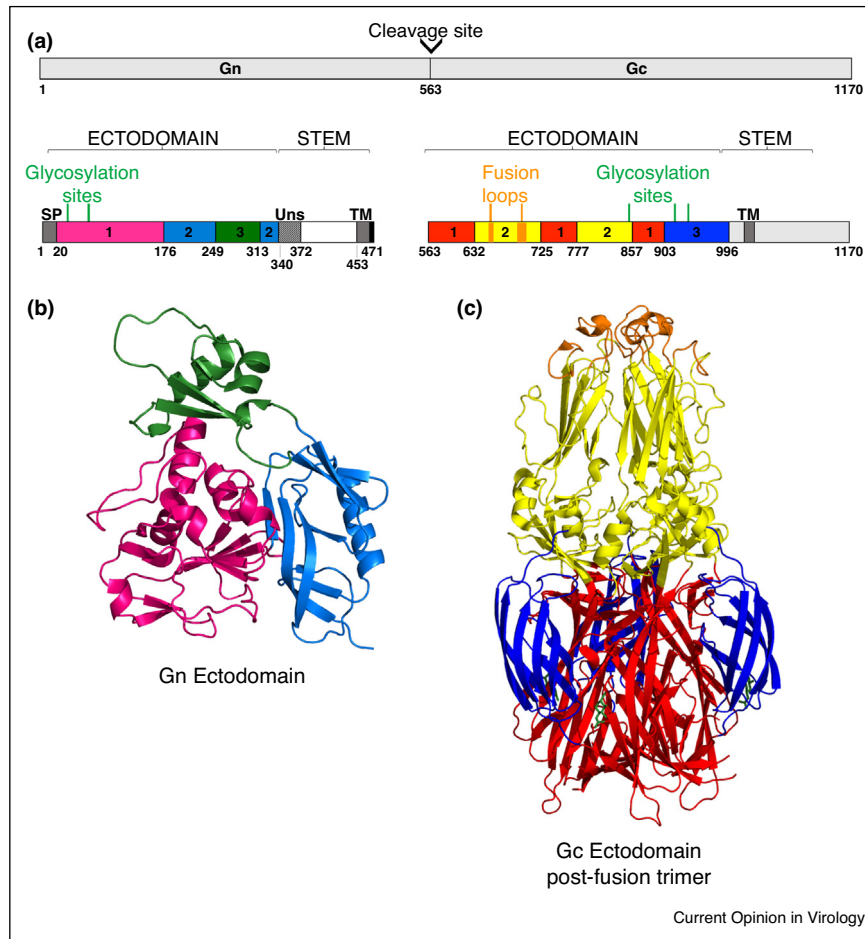 (a)
Cleavage site
Gn Gc
1 563 1170
ECTODOMAIN STEM ECTODOMAIN STEM
Glycosylation sites
Fusion loops
Glycosylation sites
SP Uns TM TM
1 2 3 2 1 2 1 2 1 3
1 20 176 249 313 372 471 563 632 725 777 857 903 996 1170
340 453
(b)
(c)
Gn Ectodomain
Gc Ectodomain
post-fusion trimer
Current Opinion in Virology